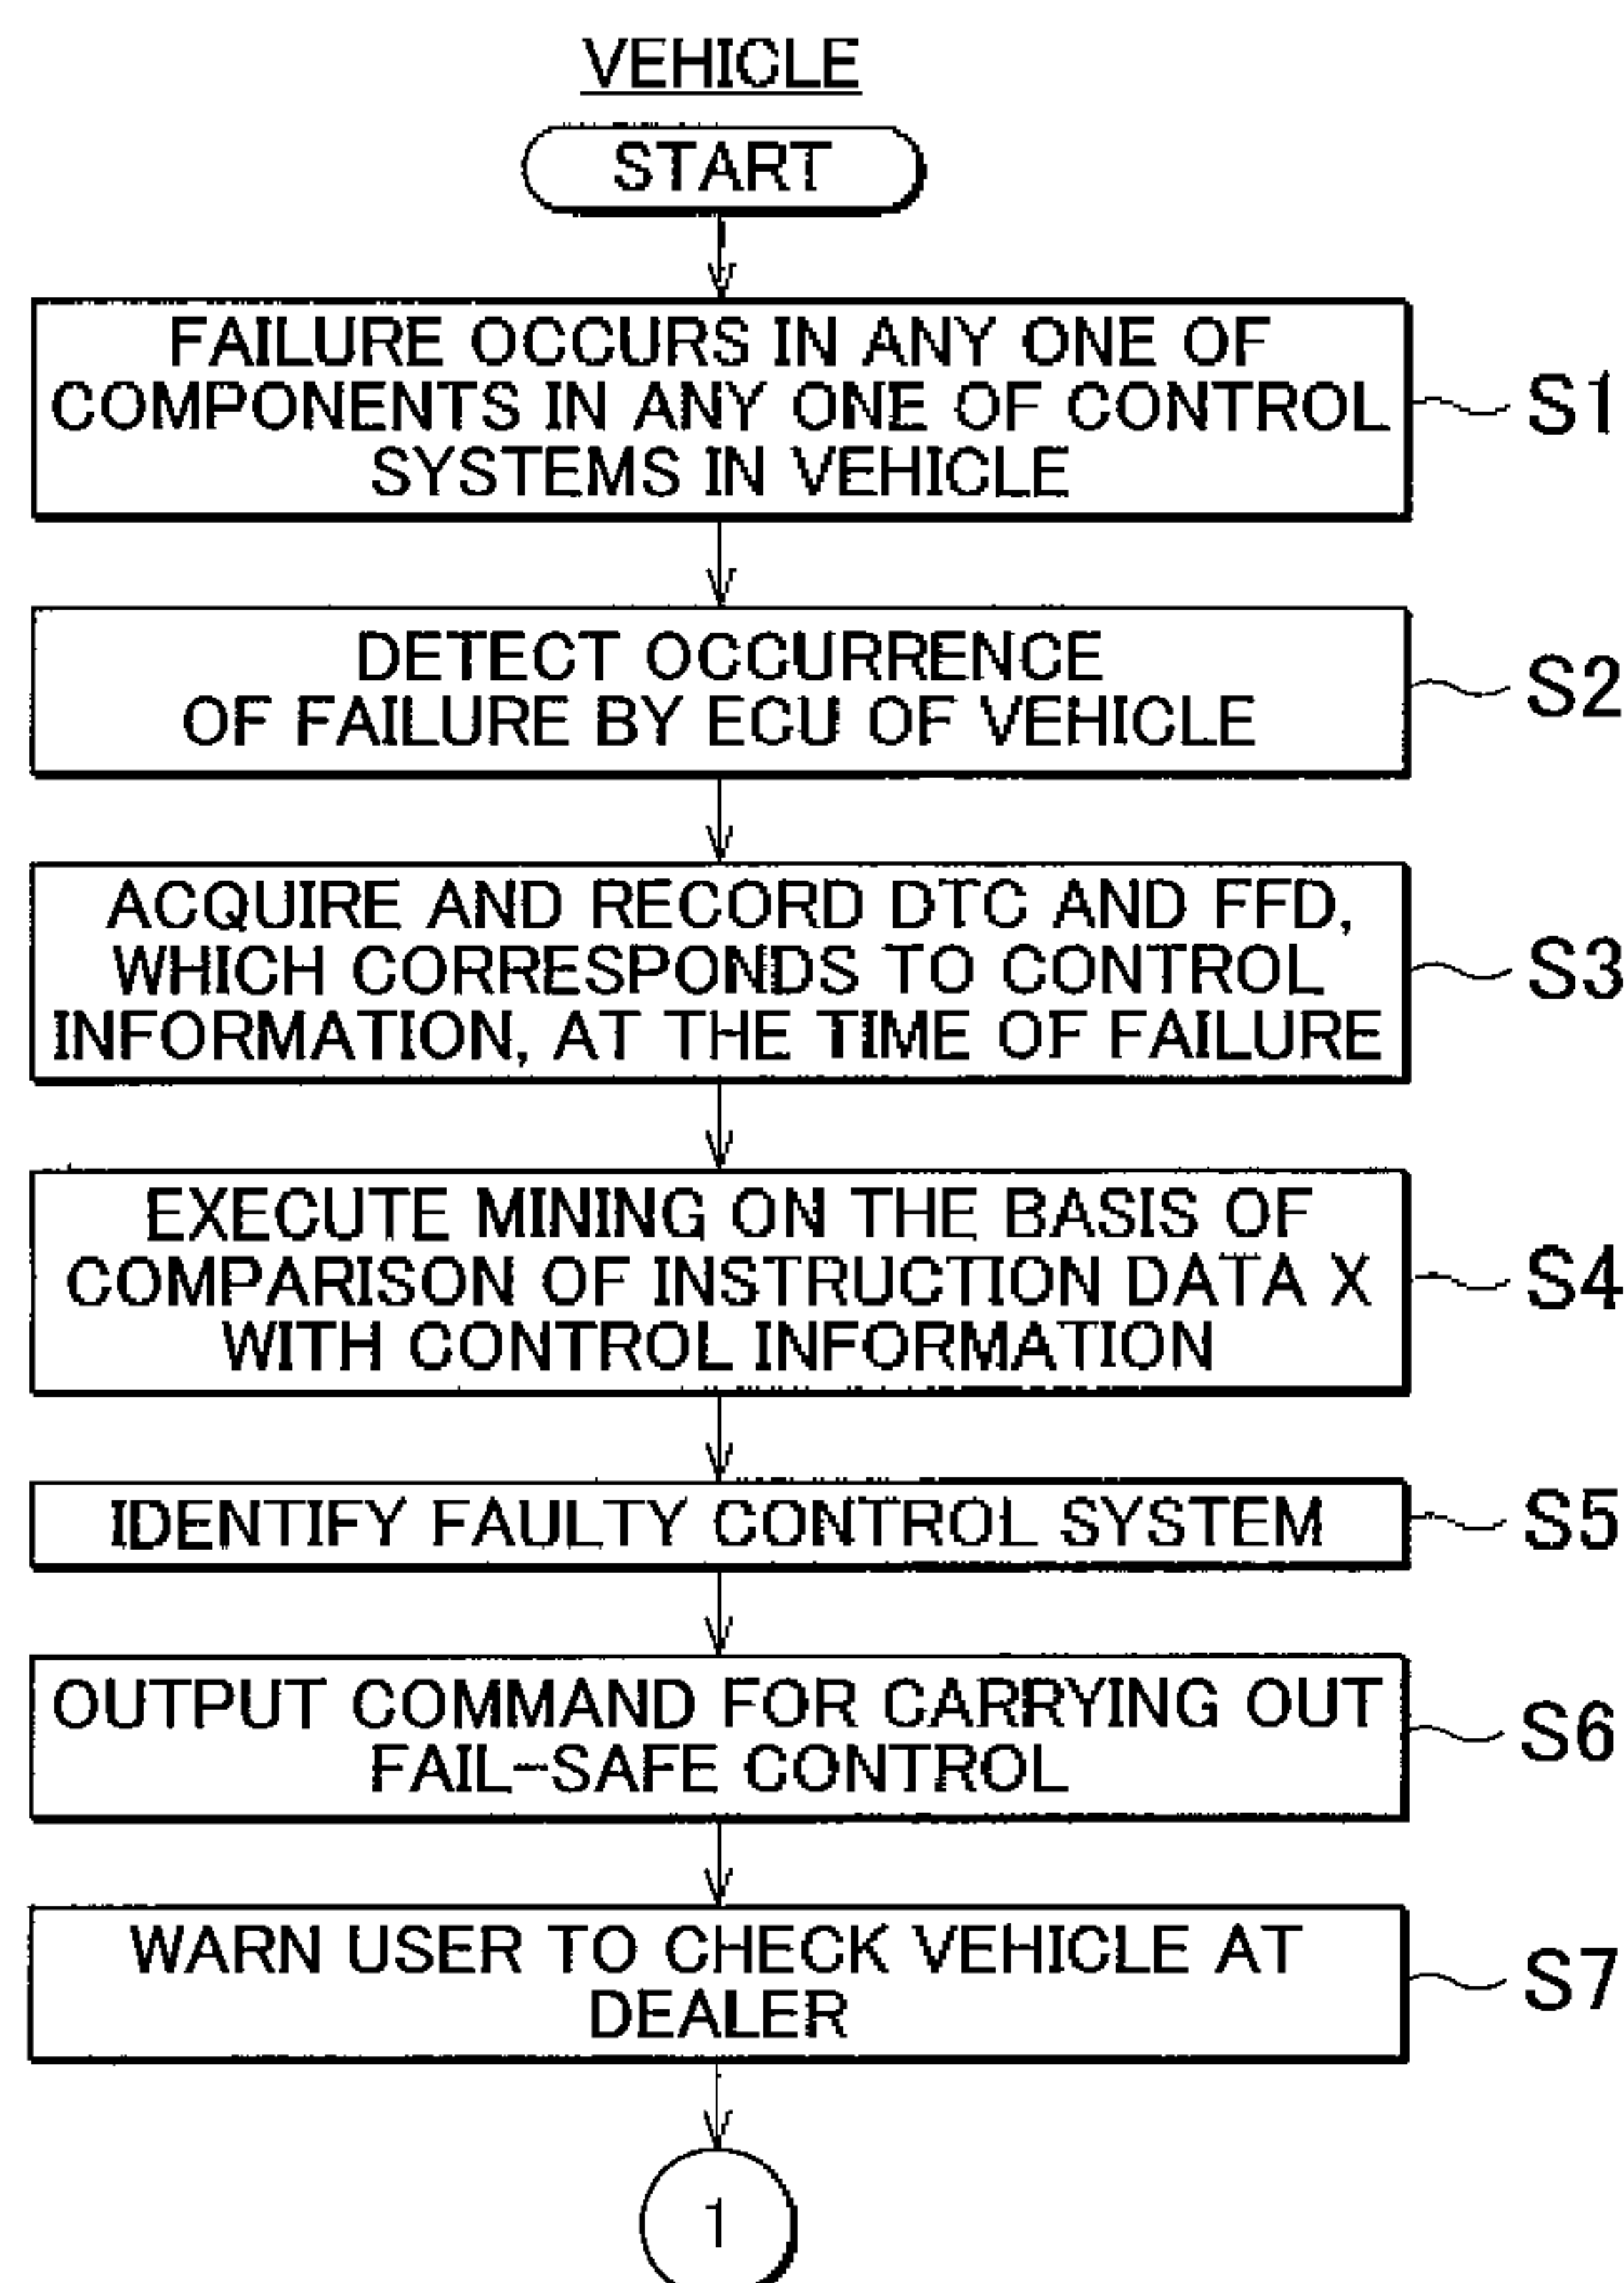 VEHICLE
START
FAILURE OCCURS IN ANY ONE OF
COMPONENTS IN ANY ONE OF CONTROL
SYSTEMS IN VEHICLE
S1
DETECT OCCURRENCE
OF FAILURE BY ECU OF VEHICLE
S2
ACQUIRE AND RECORD DTC AND FFD,
WHICH CORRESPONDS TO CONTROL
INFORMATION, AT THE TIME OF FAILURE
S3
EXECUTE MINING ON THE BASIS OF
COMPARISON OF INSTRUCTION DATA X
WITH CONTROL INFORMATION
S4
IDENTIFY FAULTY CONTROL SYSTEM
S5
OUTPUT COMMAND FOR CARRYING OUT
FAIL-SAFE CONTROL
S6
WARN USER TO CHECK VEHICLE AT
DEALER
S7
1